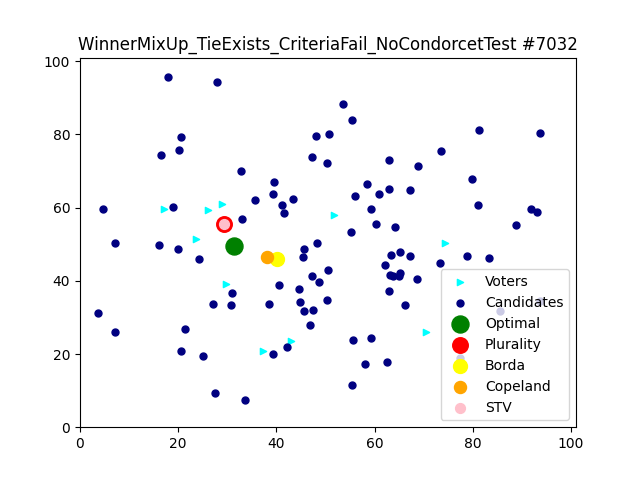 WinnerMixUp_TieExists_CriteriaFail_NoCondorcetTest #7032
100
80
60
40
20
0
0 20 40 60 80 100
Voters
Candidates
Optimal
Plurality
Borda
Copeland
STV